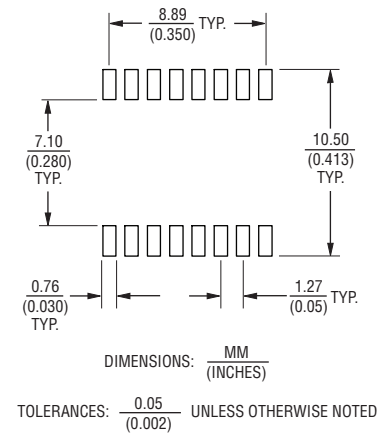 8.89
(0.350) TYP.
7.10
(0.280)
TYP.
10.50
(0.413)
TYP.
0.76
(0.030)
TYP.
1.27
(0.05) TYP.
DIMENSIONS: MM
(INCHES)
TOLERANCES: 0.05
(0.002) UNLESS OTHERWISE NOTED